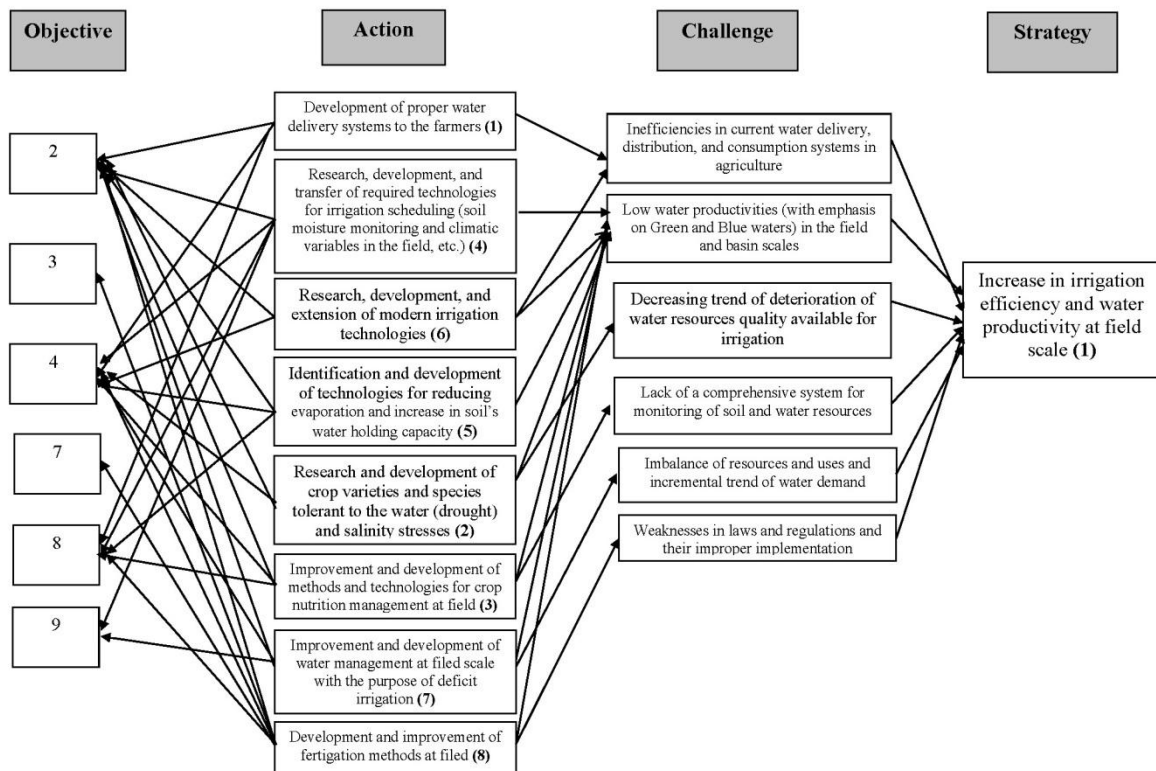 Objective
Action
Challenge
Strategy
2
3
4
7
8
9
Development of proper water
delivery systems to the farmers (1)
Research, development, and
transfer of required technologies
for irrigation scheduling (soil
moisture monitoring and climatic
variables in the field, etc.) (4)
Research, development, and
extension of modern irrigation
technologies
(6)
Identification and development
of technologies for reducing
evaporation and increase in soil's
water holding capacity (5)
Research and development of
crop varieties and species
tolerant to the water (drought)
and salinity stresses (2)
Improvement and development of
methods and technologies for crop
nutrition management at field (3)
Improvement and development of
water management at filed scale
with the purpose of deficit
irrigation (7)
Development and improvement of
fertigation methods at filed (8)
Inefficiencies in current water delivery,
distribution, and consumption systems in
agriculture
Low water productivities (with emphasis
on Green and Blue waters) in the field
and basin scales
Decreasing trend of deterioration of
water resources quality available for
irrigation
Lack of a comprehensive system for
monitoring of soil and water resources
Imbalance of resources and uses and
incremental trend of water demand
Weaknesses in laws and regulations and
their improper implementation
Increase in irrigation
efficiency and water
productivity at field
scale (1)